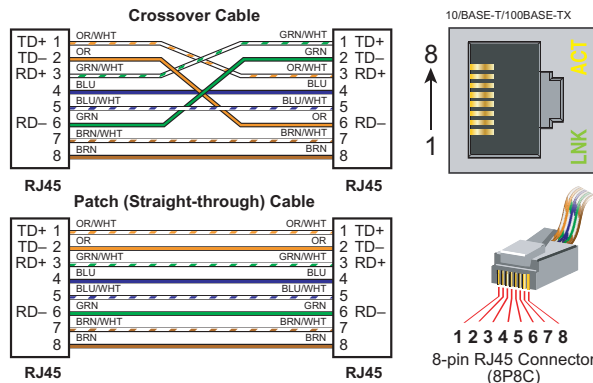 Crossover Cable
TD+ 1 OR/WHT GRN/WHT 1 TD+
TD– 2 OR GRN 2 TD–
RD+ 3 GRN/WHT OR/WHT 3 RD+
4 BLU BLU 4
5 BLU/WHT BLU/WHT 5
RD– 6 GRN OR 6 RD–
7 BRN/WHT BRN/WHT 7
8 BRN BRN 8
RJ45 RJ45
Patch (Straight-through) Cable
TD+ 1 OR/WHT OR/WHT 1 TD+
TD– 2 OR OR 2 TD–
RD+ 3 GRN/WHT GRN/WHT 3 RD+
4 BLU BLU 4
5 BLU/WHT BLU/WHT 5
RD– 6 GRN GRN 6 RD–
7 BRN/WHT BRN/WHT 7
8 BRN BRN 8
RJ45 RJ45
10/BASE-T/100BASE-TX
8
1
ACT
LNK
1 2 3 4 5 6 7 8
8-pin RJ45 Connector
(8P8C)